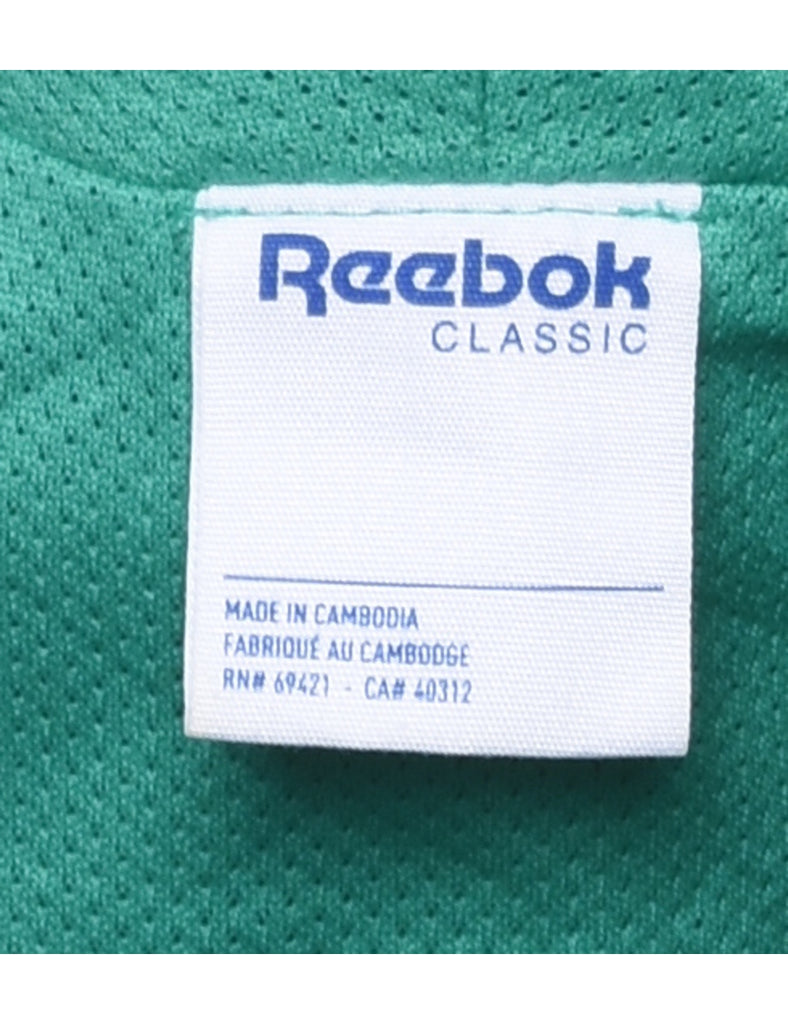 Reebok
CLASSIC
MADE IN CAMBODIA
FABRIQUÉ AU CAMBODGE
RN# 69421 - CA# 40312